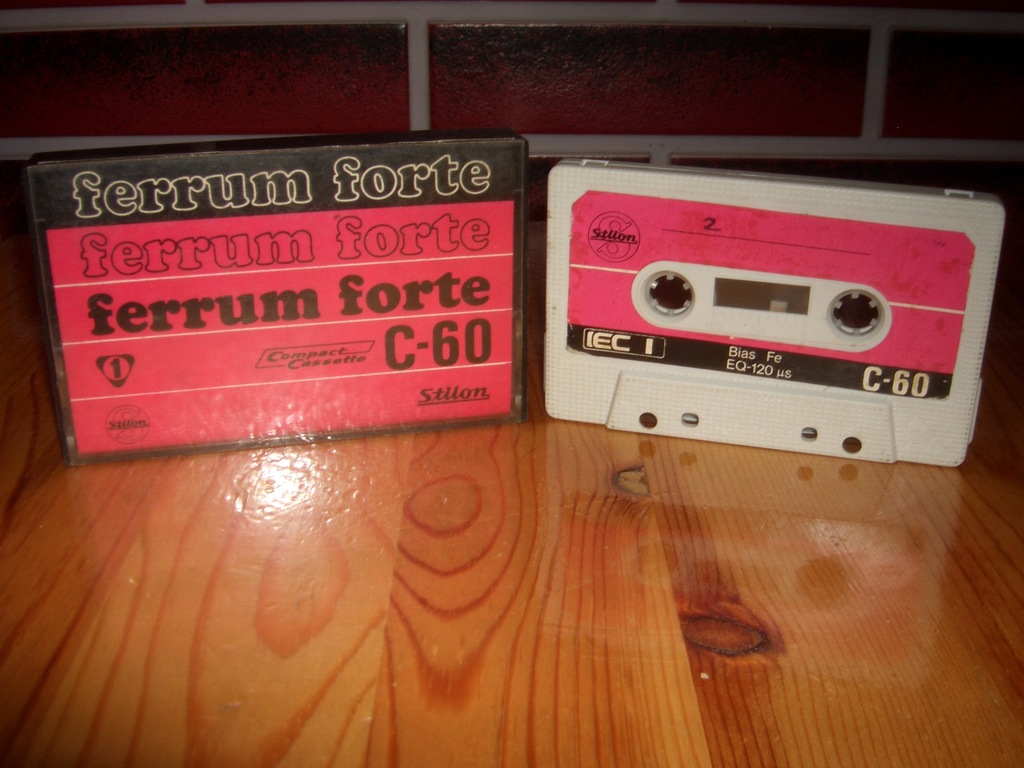 ferrum forte
ferrum forte
ferrum forte
C-60
1
Compact Cassette
Stilon
Stilon
Stilon
2
IEC I
Bias Fe
EQ-120 µs
C-60